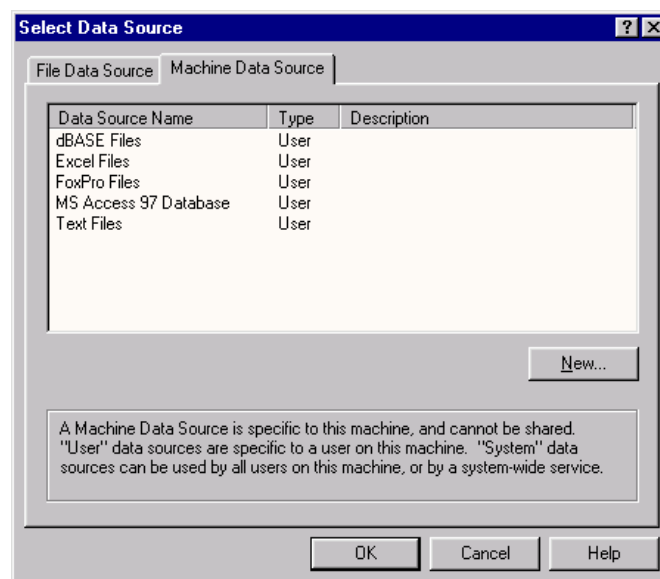 Select Data Source
File Data Source Machine Data Source
Data Source Name Type Description
dBASE Files User
Excel Files User
FoxPro Files User
MS Access 97 Database User
Text Files User
New...
A Machine Data Source is specific to this machine, and cannot be shared.
"User" data sources are specific to a user on this machine. "System" data
sources can be used by all users on this machine, or by a system-wide service.
OK Cancel Help